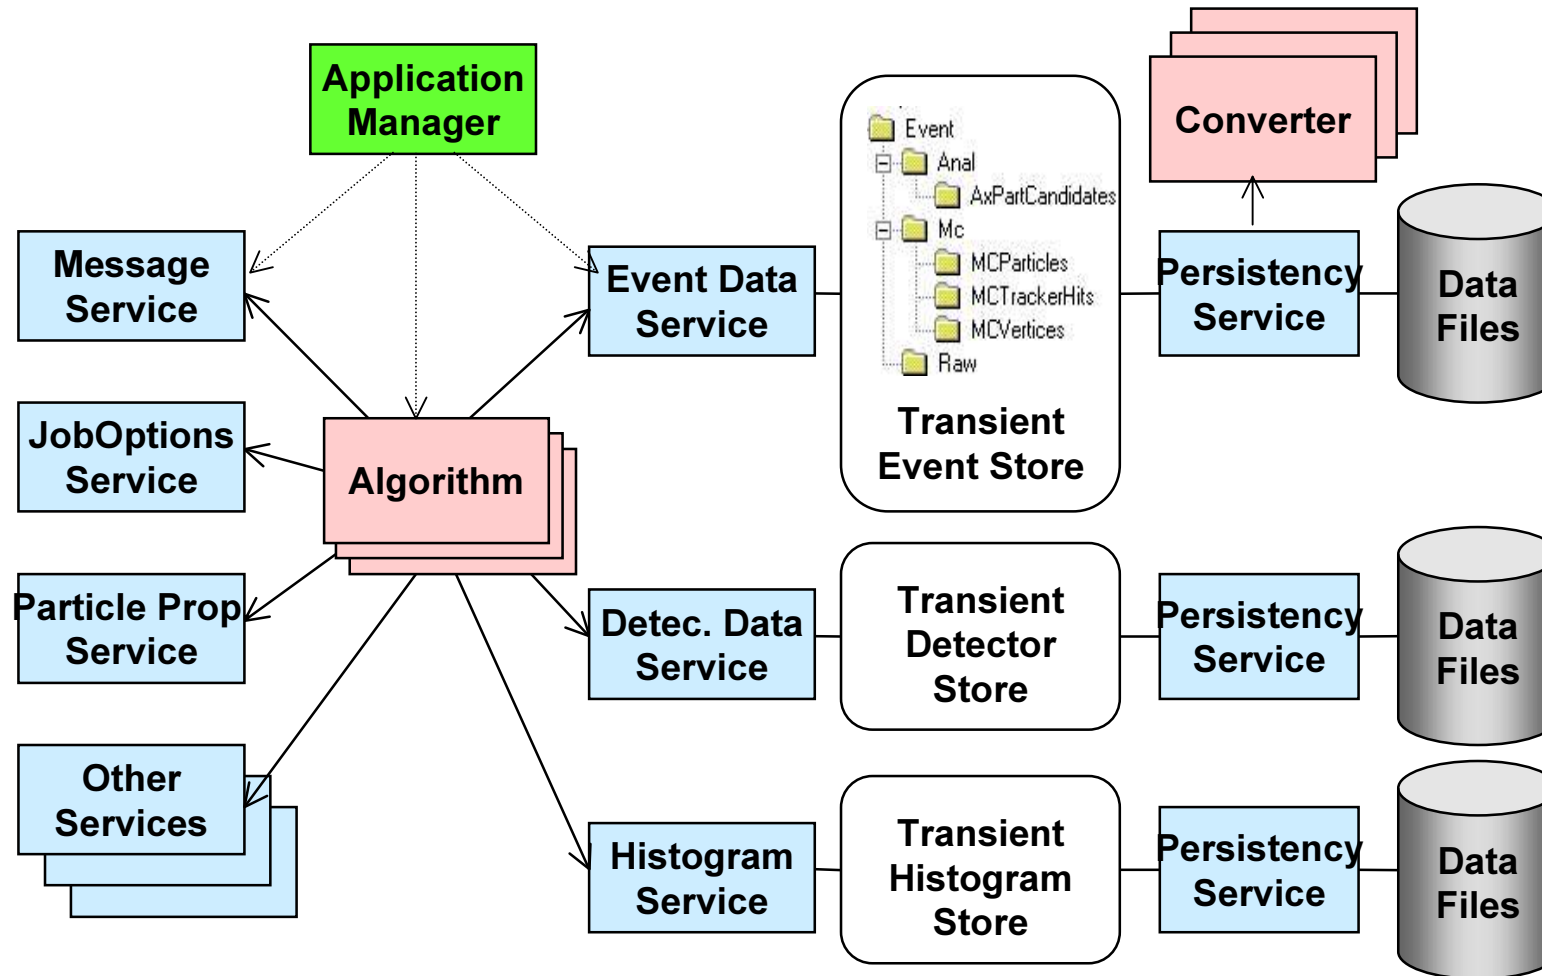 Application
Manager
Converter
Event
Anal
AxPartCandidates
Mc
MCParticles
MCTrackerHits
MCVertices
Raw
Transient
Event Store
Message
Service
Event Data
Service
Persistency
Service
Data
Files
JobOptions
Service
Algorithm
Particle Prop.
Service
Detec. Data
Service
Transient
Detector
Store
Persistency
Service
Data
Files
Other
Services
Histogram
Service
Transient
Histogram
Store
Persistency
Service
Data
Files